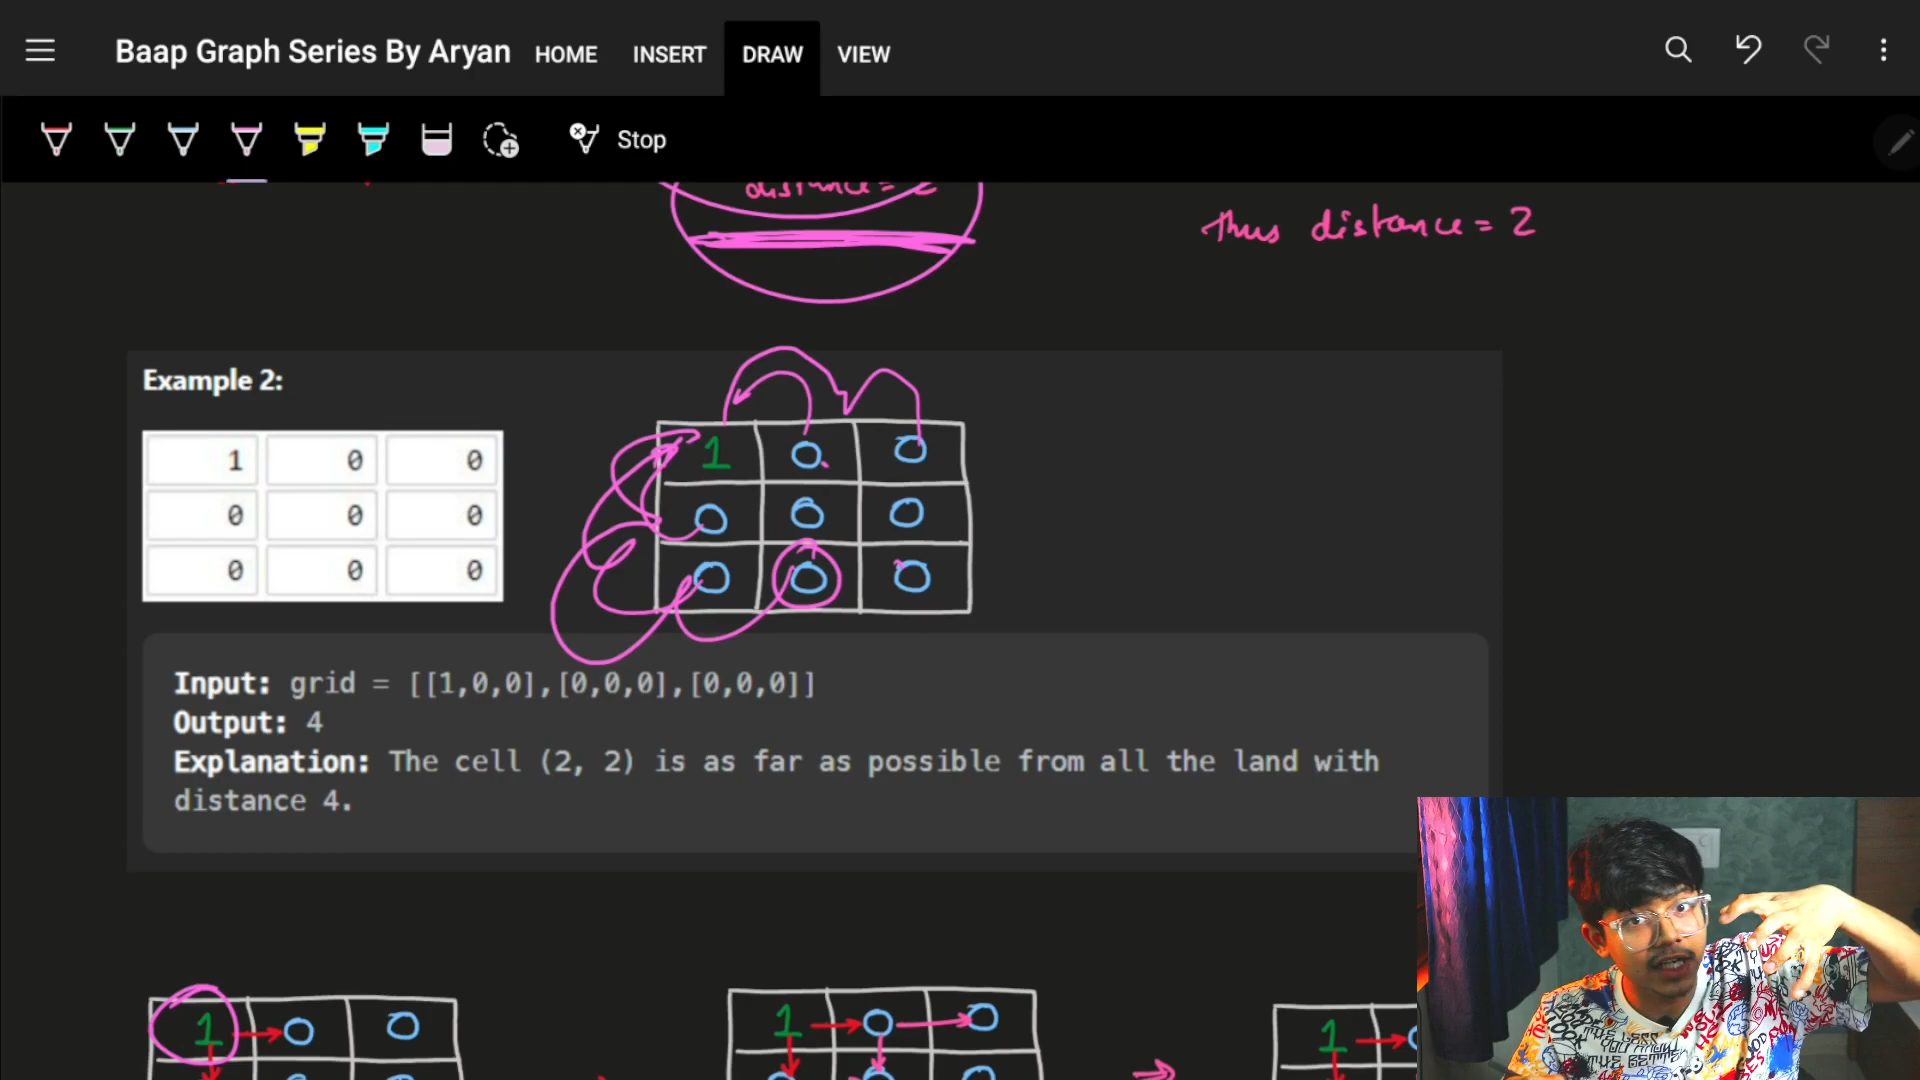 Baap Graph Series By Aryan HOME INSERT DRAW VIEW
Stop
distance = 2
Thus distance = 2
Example 2:
1 0 0
0 0 0
0 0 0
1 0 0
0 0 0
0 0 0
Input: grid = [[1,0,0],[0,0,0],[0,0,0]]
Output: 4
Explanation: The cell (2, 2) is as far as possible from all the land with
distance 4.
1 0 0
1 0 0
1